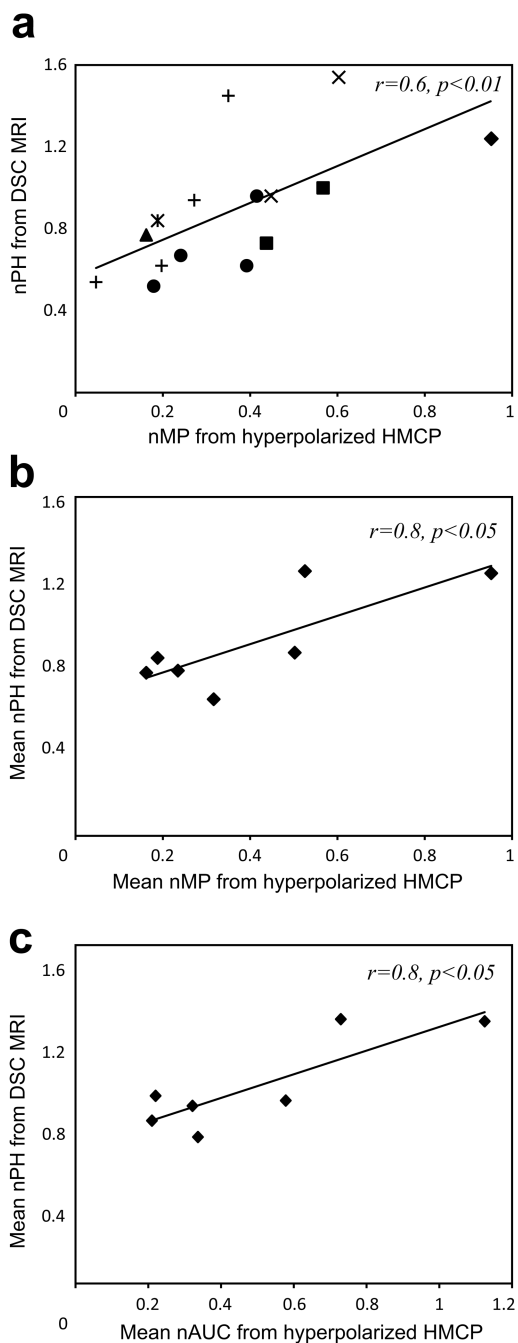 a
1.6
r=0.6, p<0.01
1.2
0.8
0.4
nPH from DSC MRI
0 0.2 0.4 0.6 0.8 1
nMP from hyperpolarized HMCP
b
1.6
r=0.8, p<0.05
1.2
0.8
0.4
Mean nPH from DSC MRI
0 0.2 0.4 0.6 0.8 1
Mean nMP from hyperpolarized HMCP
c
1.6
r=0.8, p<0.05
1.2
0.8
0.4
Mean nPH from DSC MRI
0 0.2 0.4 0.6 0.8 1 1.2
Mean nAUC from hyperpolarized HMCP